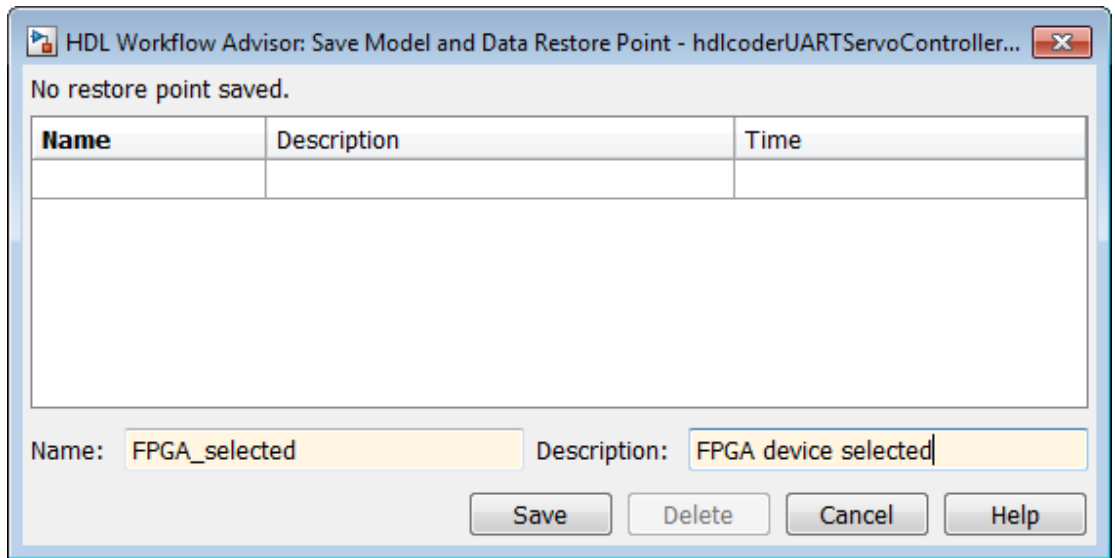 HDL Workflow Advisor: Save Model and Data Restore Point - hdlcoderUARTServoController...
No restore point saved.
Name Description Time
Name: FPGA_selected Description: FPGA device selected
Save Delete Cancel Help